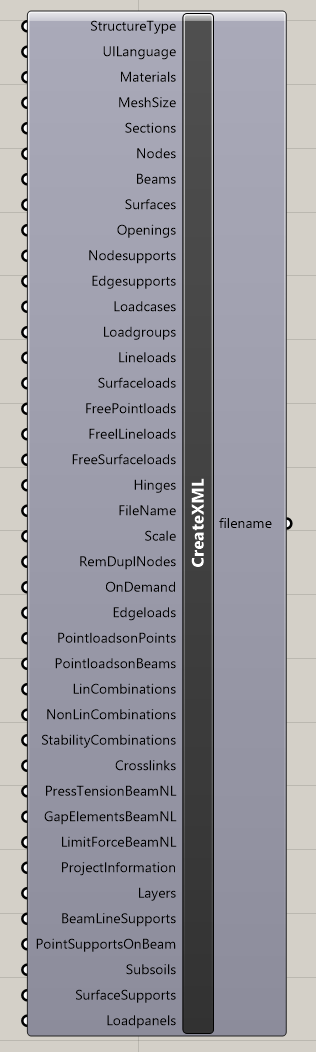 StructureType
UILanguage
Materials
MeshSize
Sections
Nodes
Beams
Surfaces
Openings
Nodesupports
Edgesupports
Loadcases
Loadgroups
Lineloads
Surfaceloads
FreePointloads
FreelLineloads
FreeSurfaceloads
Hinges
FileName
Scale
RemDuplNodes
OnDemand
Edgeloads
PointloadsonPoints
PointloadsonBeams
LinCombinations
NonLinCombinations
StabilityCombinations
Crosslinks
PressTensionBeamNL
GapElementsBeamNL
LimitForceBeamNL
ProjectInformation
Layers
BeamLineSupports
PointSupportsOnBeam
Subsoils
SurfaceSupports
Loadpanels
CreateXML
filename